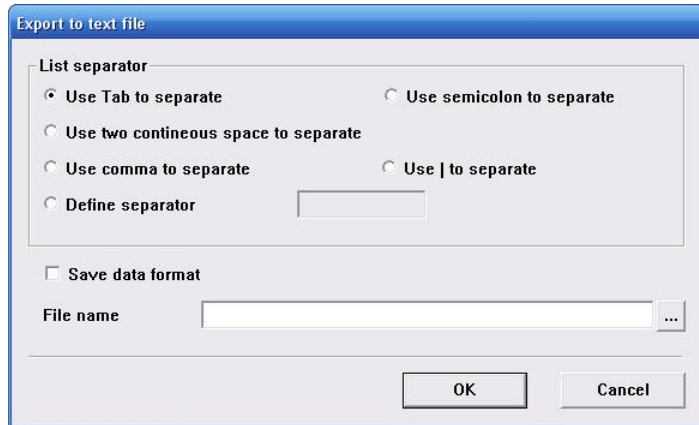 Export to text file
List separator
Use Tab to separate
Use semicolon to separate
Use two contineous space to separate
Use comma to separate
Use | to separate
Define separator
Save data format
File name
...
OK
Cancel